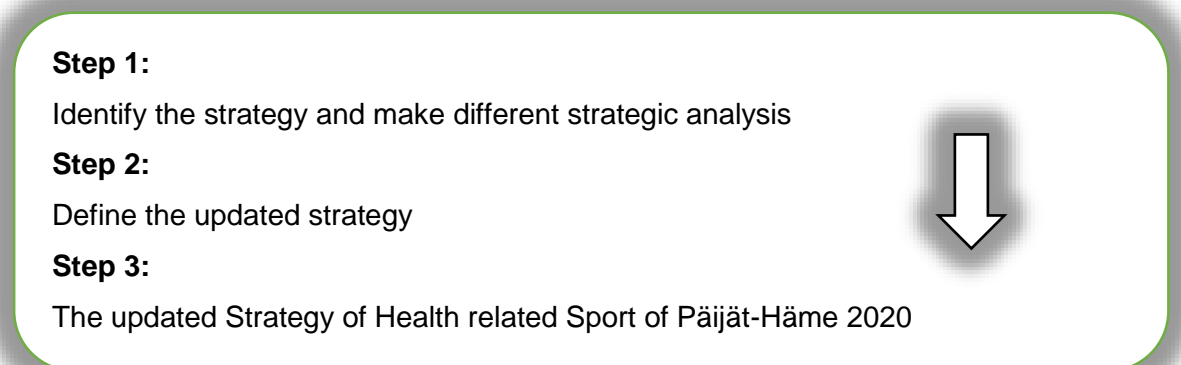 Step 1:
Identify the strategy and make different strategic analysis
Step 2:
Define the updated strategy
Step 3:
The updated Strategy of Health related Sport of Päijät-Häme 2020